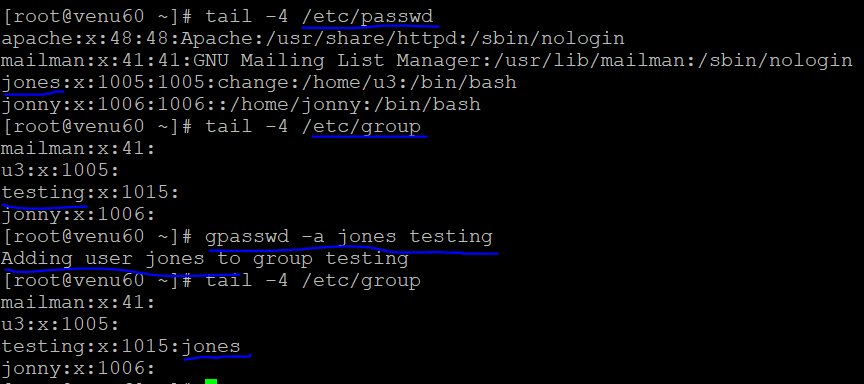 [root@venu60 ~]# tail -4 /etc/passwd
apache:x:48:48:Apache:/usr/share/httpd:/sbin/nologin
mailman:x:41:41:GNU Mailing List Manager:/usr/lib/mailman:/sbin/nologin
jones:x:1005:1005:change:/home/u3:/bin/bash
jonny:x:1006:1006::/home/jonny:/bin/bash
[root@venu60 ~]# tail -4 /etc/group
mailman:x:41:
u3:x:1005:
testing:x:1015:
jonny:x:1006:
[root@venu60 ~]# gpasswd -a jones testing
Adding user jones to group testing
[root@venu60 ~]# tail -4 /etc/group
mailman:x:41:
u3:x:1005:
testing:x:1015:jones
jonny:x:1006:
[root@venu60 ~]#